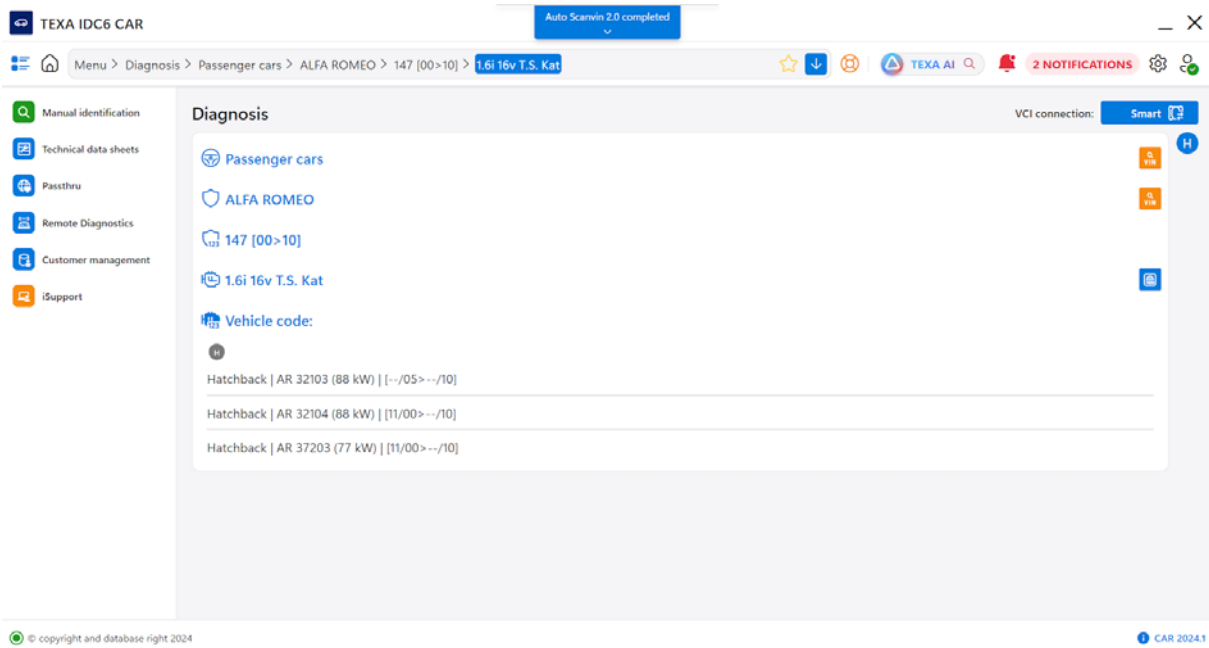 TEXA IDC6 CAR
Auto Scanvin 2.0 completed
Menu > Diagnosis > Passenger cars > ALFA ROMEO > 147 [00>10] > 1.6i 16v T.S. Kat
TEXA AI
2 NOTIFICATIONS
Manual identification
Technical data sheets
Passthru
Remote Diagnostics
Customer management
iSupport
Diagnosis
VCI connection:
Smart
H
Passenger cars
VIN
ALFA ROMEO
VIN
123
147 [00>10]
1.6i 16v T.S. Kat
123
Vehicle code:
H
Hatchback | AR 32103 (88 kW) | [--/05>--/10]
Hatchback | AR 32104 (88 kW) | [11/00>--/10]
Hatchback | AR 37203 (77 kW) | [11/00>--/10]
© copyright and database right 2024
CAR 2024.1